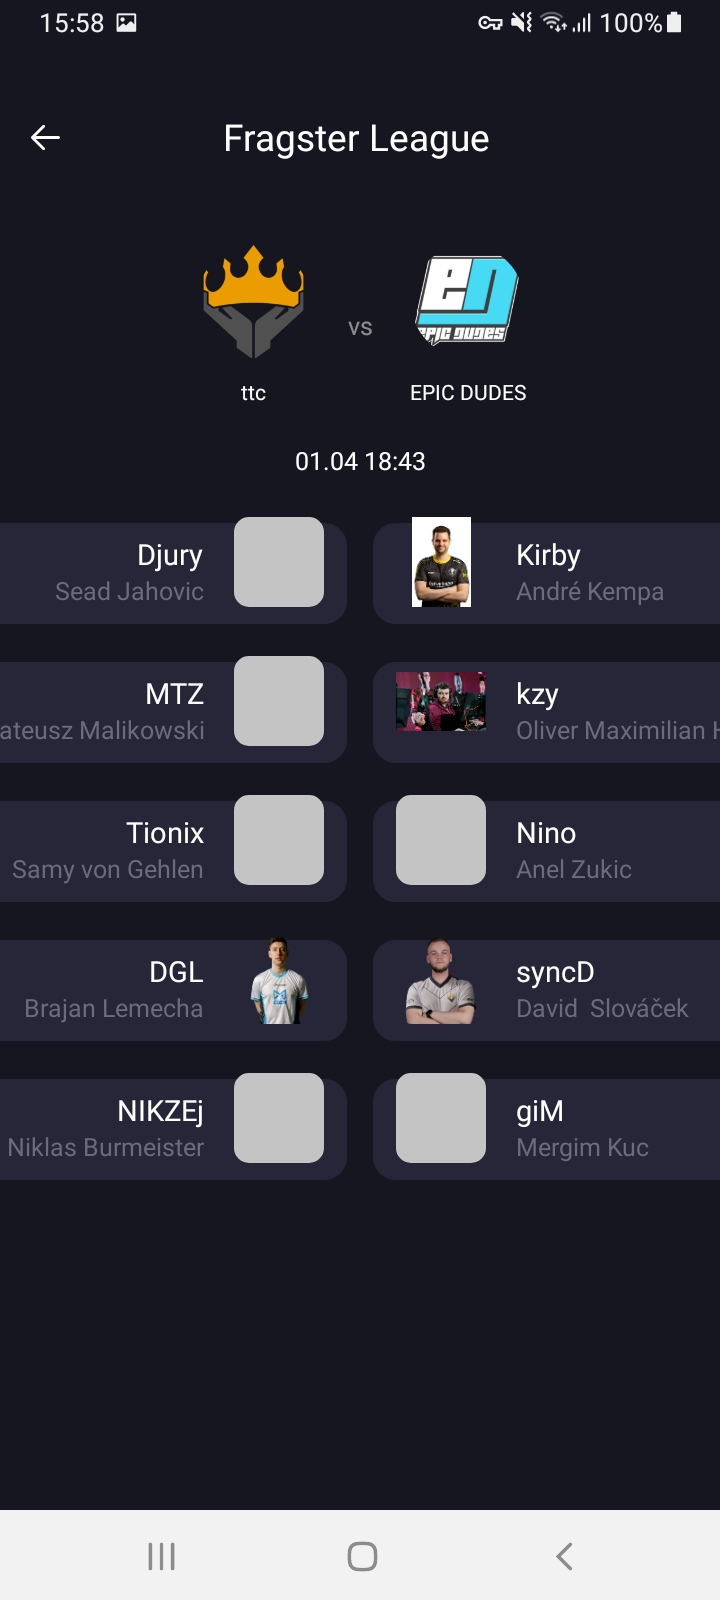 15:58 100%
Fragster League
vs
EPIC DUDES
ttc EPIC DUDES
01.04 18:43
Djury Kirby
Sead Jahovic André Kempa
MTZ kzy
ateusz Malikowski Oliver Maximilian H
Tionix Nino
Samy von Gehlen Anel Zukic
DGL syncD
Brajan Lemecha David  Slováček
NIKZEj giM
Niklas Burmeister Mergim Kuc